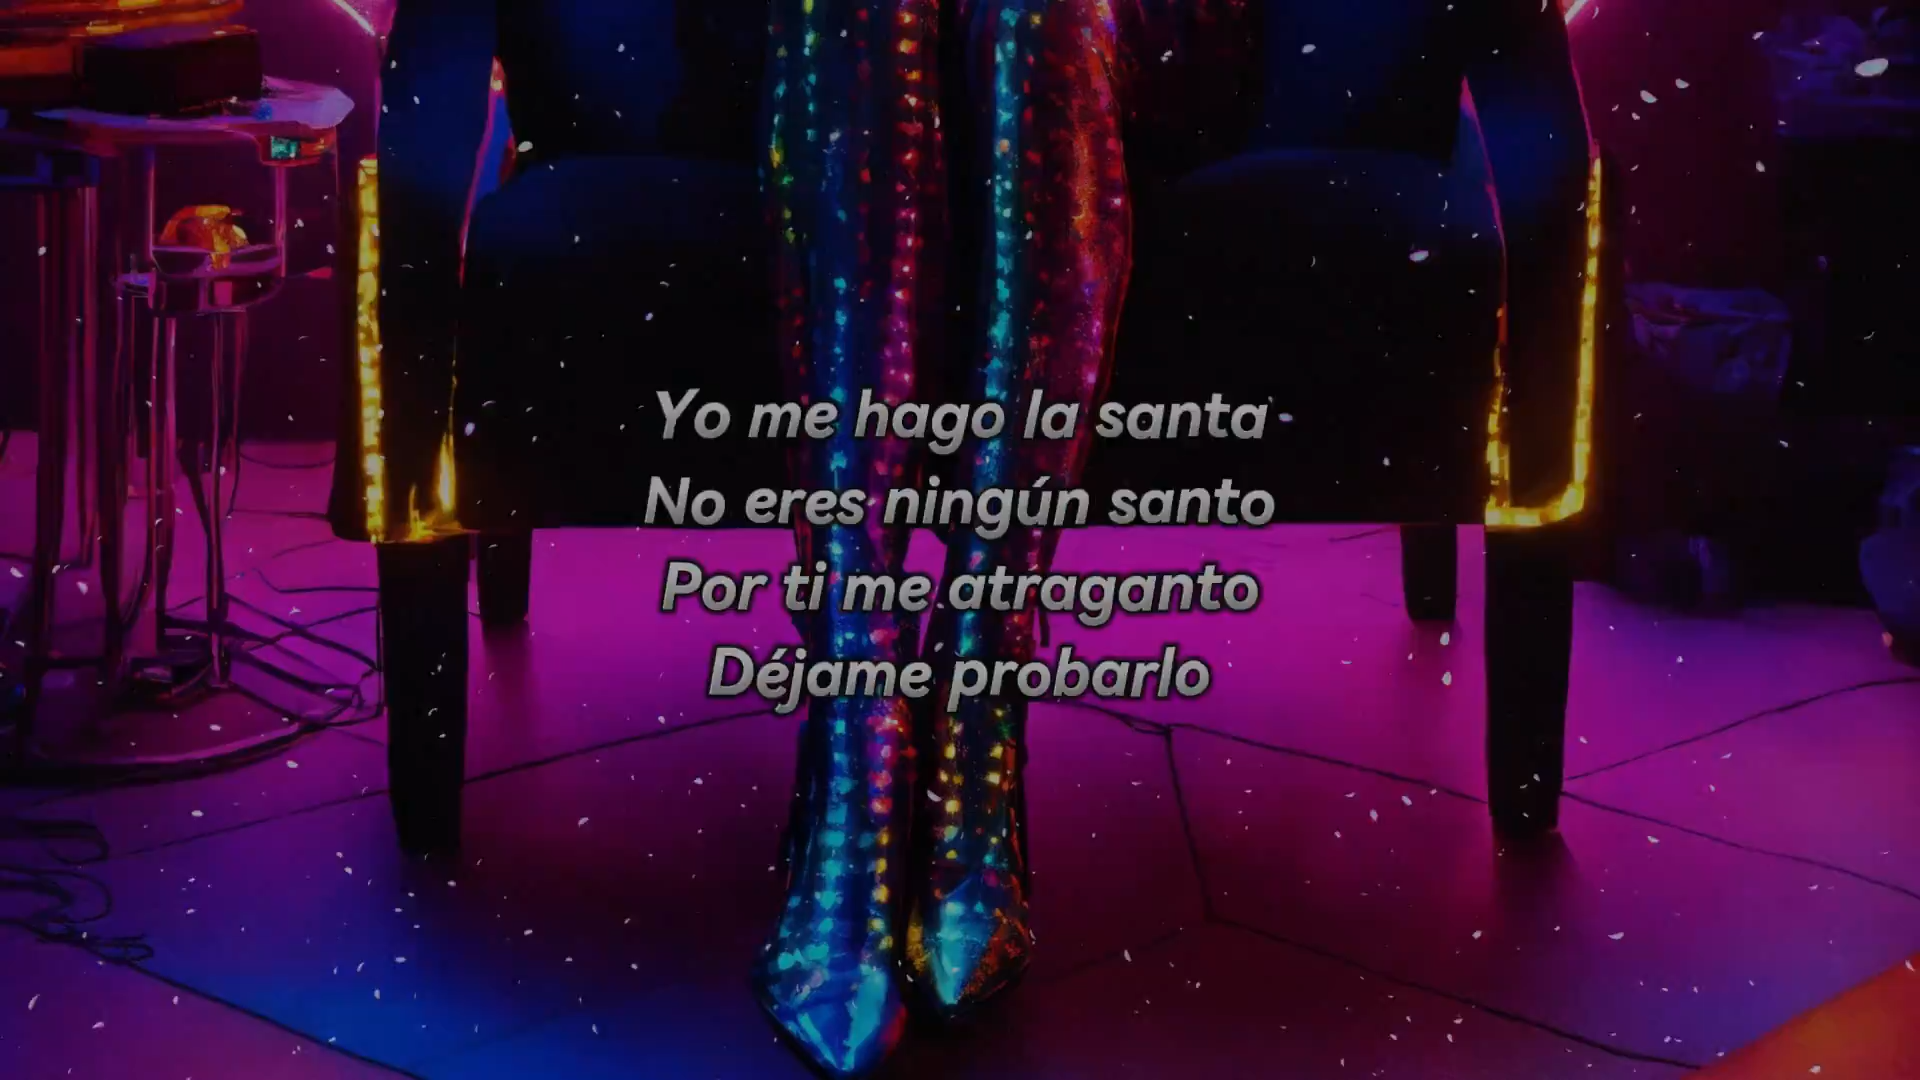 Yo me hago la santa
No eres ningún santo
Por ti me atraganto
Déjame probarlo